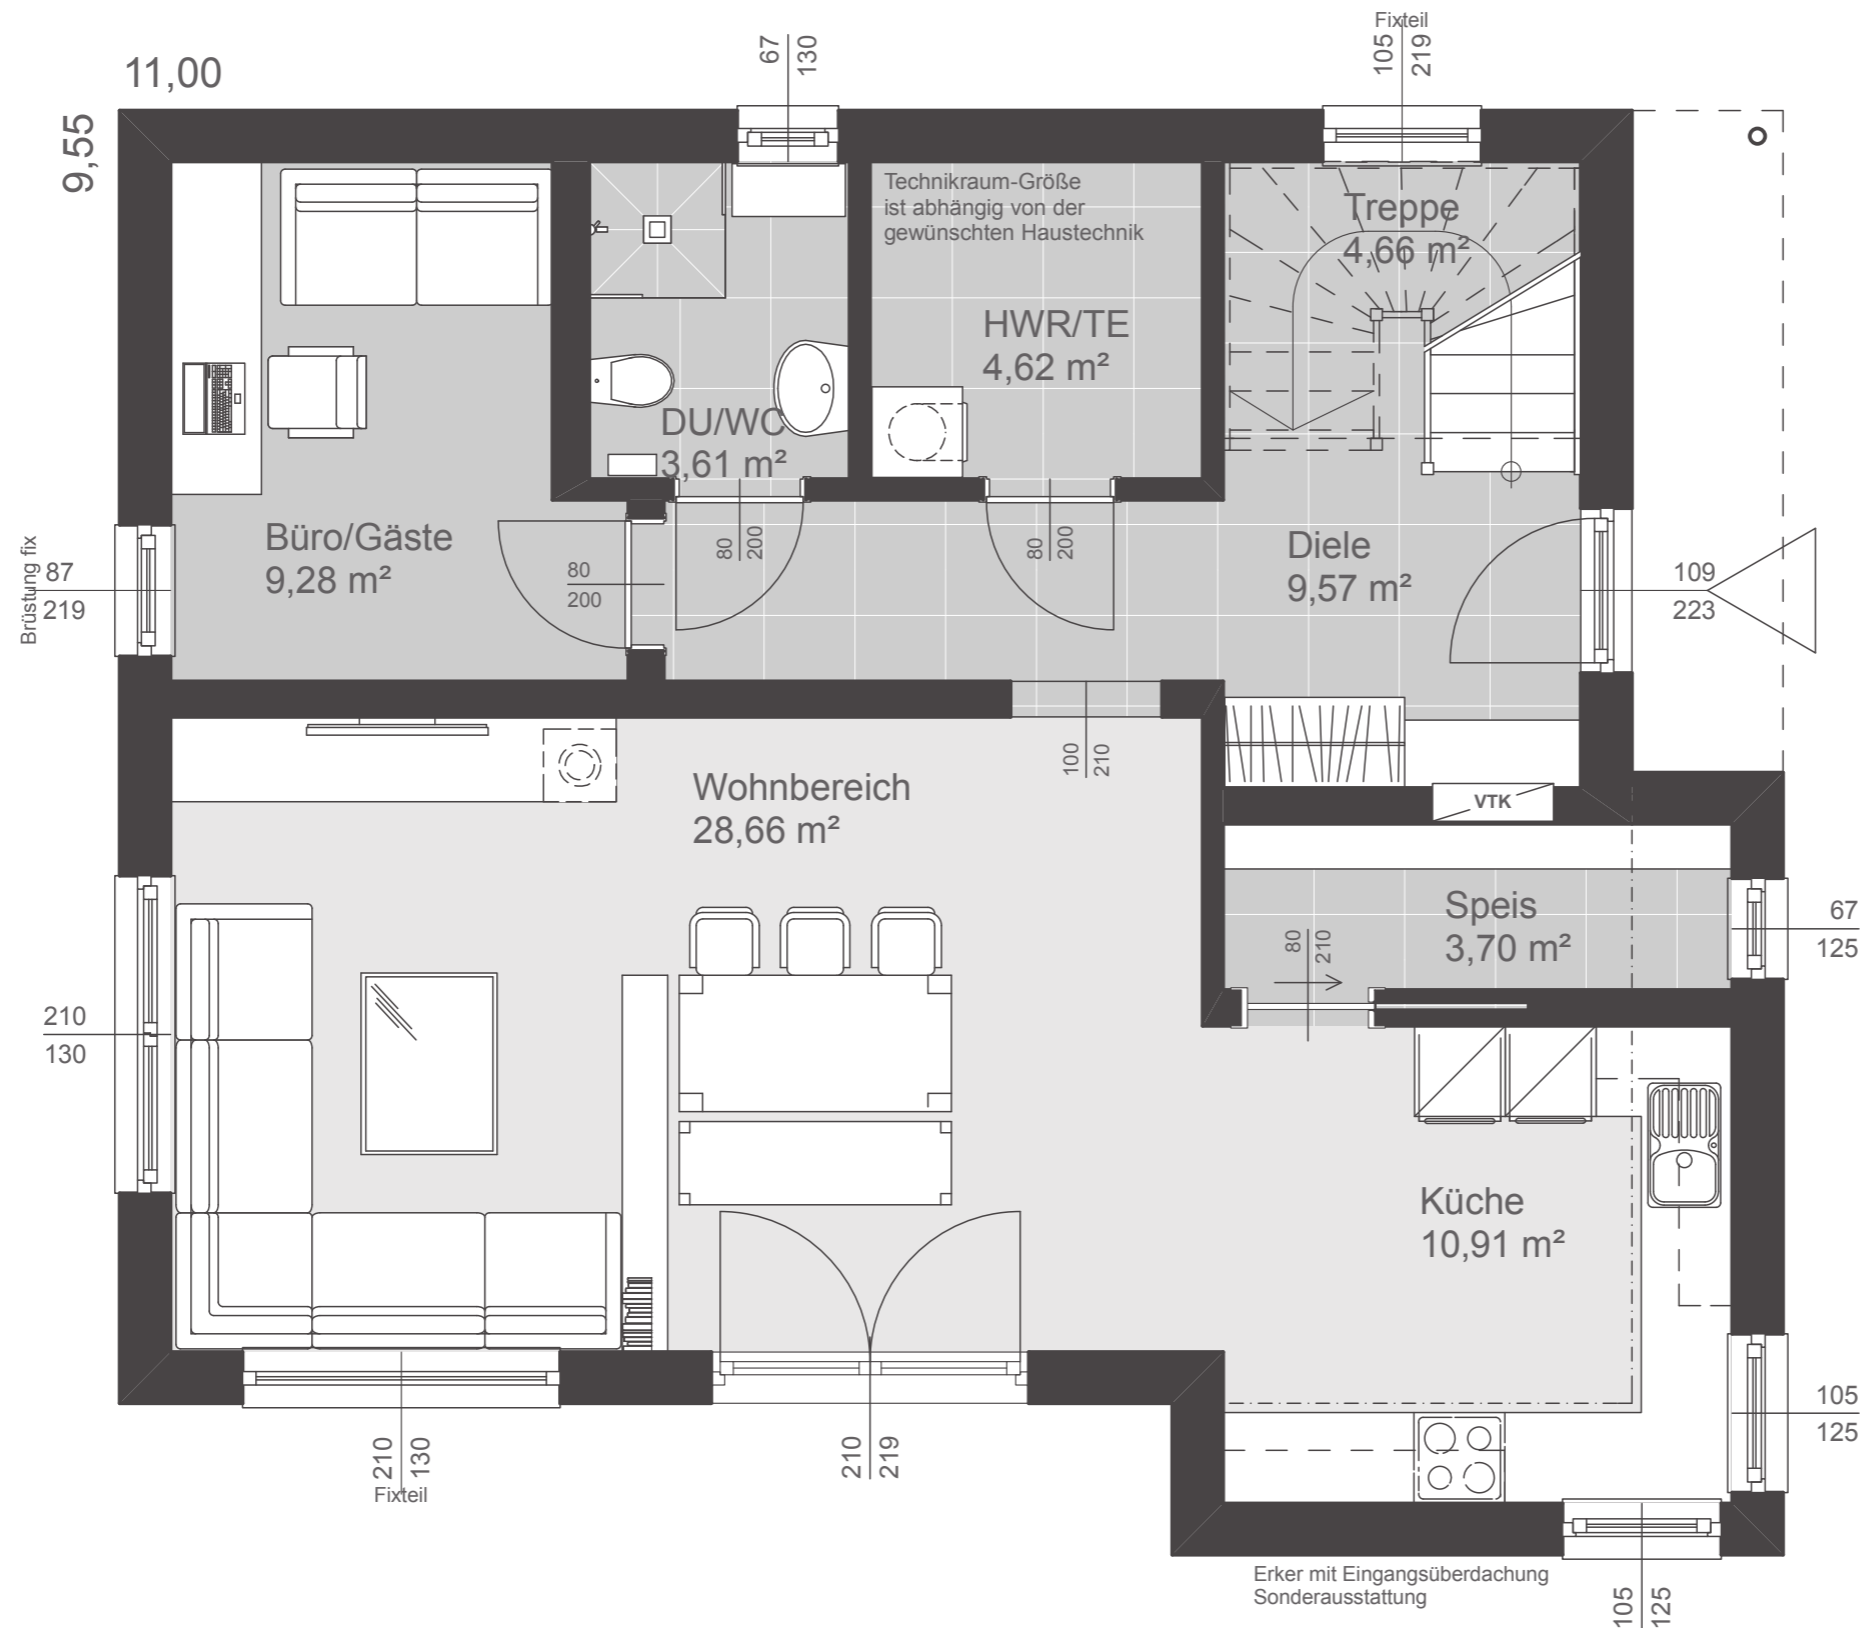 Fixteil
105
219
67
130
11,00
9,55
Technikraum-Größe
ist abhängig von der
gewünschten Haustechnik
Treppe
4,66 m²
HWR/TE
4,62 m²
DU/WC
3,61 m²
Büro/Gäste
9,28 m²
Brüstung fix
87
219
80
200
80
200
80
200
Diele
9,57 m²
109
223
100
210
Wohnbereich
28,66 m²
VTK
Speis
3,70 m²
80
210
67
125
210
130
Küche
10,91 m²
105
125
210
130
Fixteil
210
219
Erker mit Eingangsüberdachung
Sonderausstattung
105
125